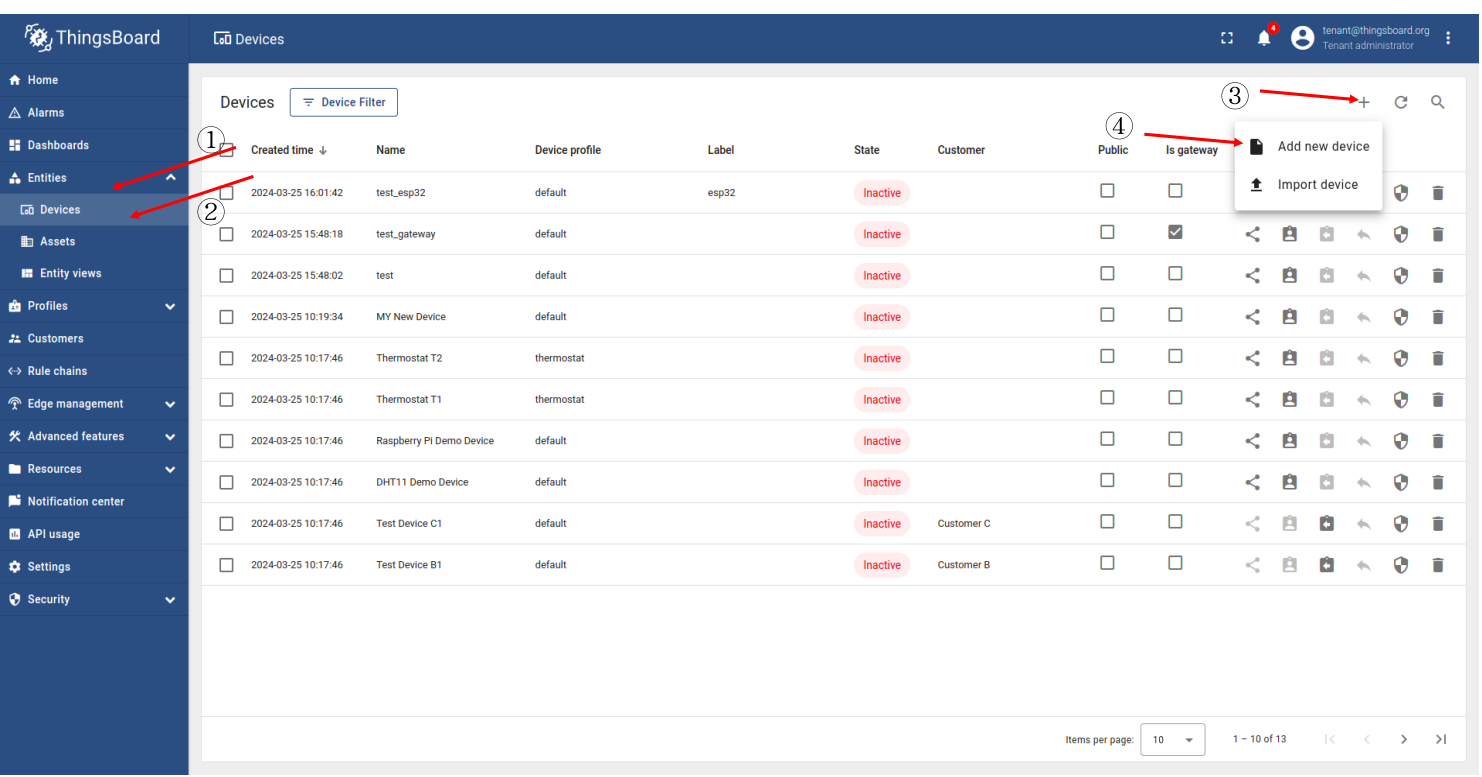 ThingsBoard
Devices
4
tenant@thingsboard.org
Tenant administrator
Home
Alarms
Dashboards
Entities
Devices
Assets
Entity views
Profiles
Customers
Rule chains
Edge management
Advanced features
Resources
Notification center
API usage
Settings
Security
Devices
Device Filter
①
②
③
④
Add new device
Import device
Created time Name Device profile Label State Customer Public Is gateway
2024-03-25 16:01:42 test_esp32 default esp32 Inactive
2024-03-25 15:48:18 test_gateway default Inactive
2024-03-25 15:48:02 test default Inactive
2024-03-25 10:19:34 MY New Device default Inactive
2024-03-25 10:17:46 Thermostat T2 thermostat Inactive
2024-03-25 10:17:46 Thermostat T1 thermostat Inactive
2024-03-25 10:17:46 Raspberry Pi Demo Device default Inactive
2024-03-25 10:17:46 DHT11 Demo Device default Inactive
2024-03-25 10:17:46 Test Device C1 default Inactive Customer C
2024-03-25 10:17:46 Test Device B1 default Inactive Customer B
Items per page: 10 1 – 10 of 13